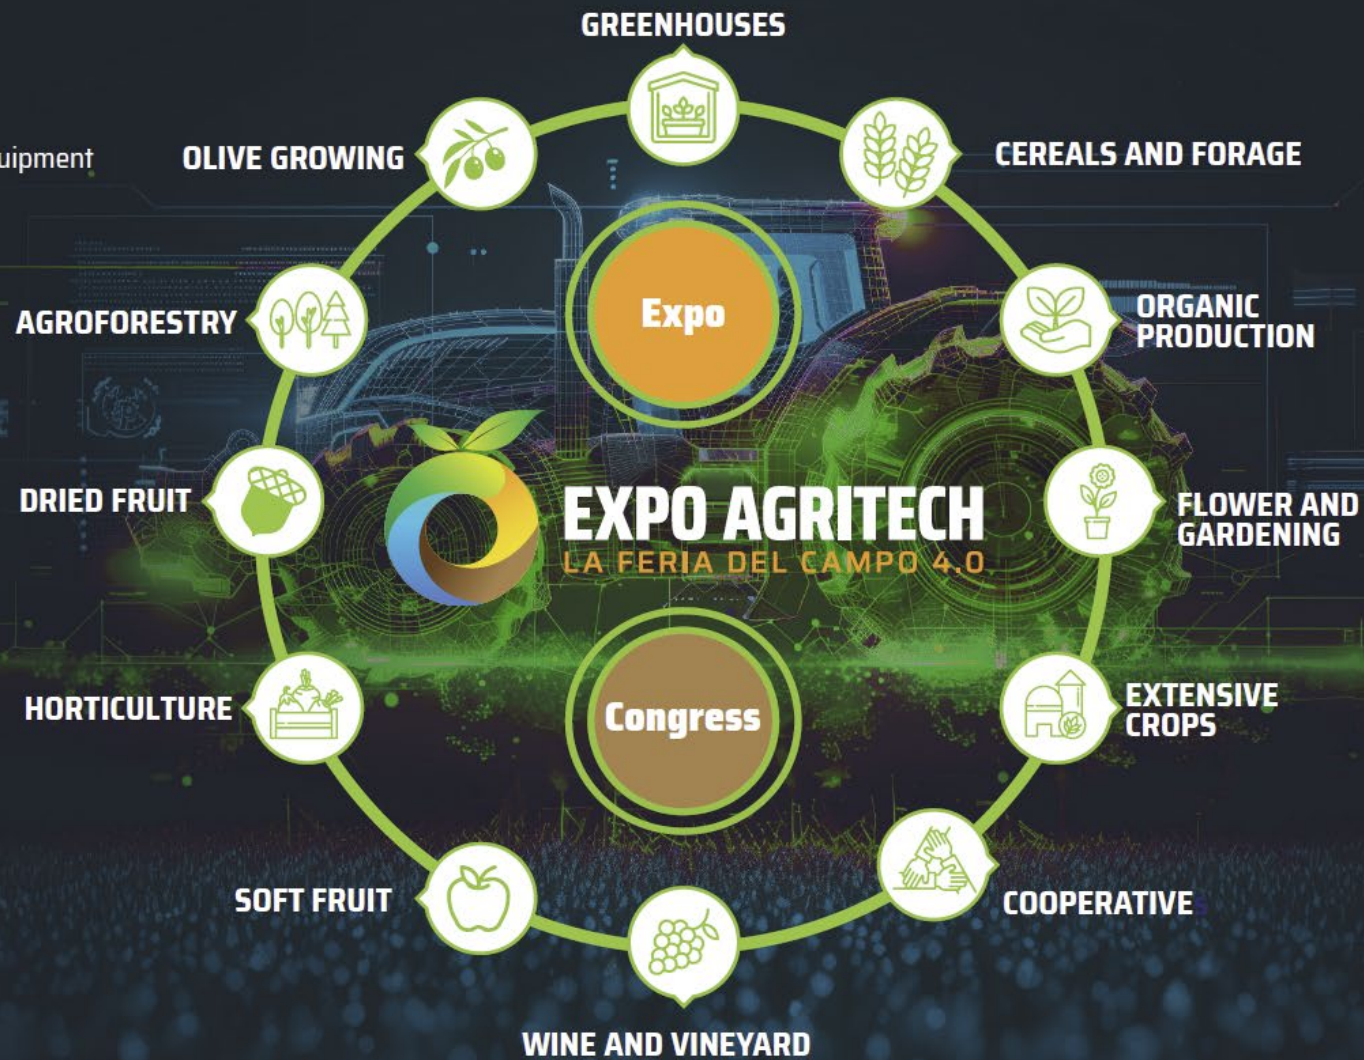 GREENHOUSES
uipment
OLIVE GROWING
CEREALS AND FORAGE
Expo
AGROFORESTRY
ORGANIC
PRODUCTION
DRIED FRUIT
EXPO AGRITECH
LA FERIA DEL CAMPO 4.0
FLOWER AND
GARDENING
HORTICULTURE
Congress
EXTENSIVE
CROPS
SOFT FRUIT
COOPERATIVES
WINE AND VINEYARD